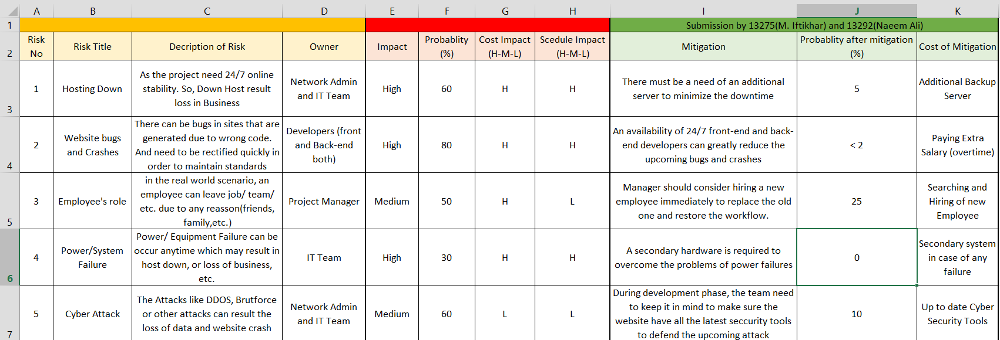 A B C D E F G H I J K
1 Submission by 13275(M. Iftikhar) and 13292(Naeem Ali)
2
Risk
No
Risk Title
Decription of Risk
Owner
Impact
Probablity
(%)
Cost Impact
(H-M-L)
Scedule Impact
(H-M-L)
Mitigation
Probablity after mitigation
(%)
Cost of Mitigation
3
1
Hosting Down
As the project need 24/7 online
stability. So, Down Host result
loss in Business
Network Admin
and IT Team
High
60
H
H
There must be a need of an additional
server to minimize the downtime
5
Additional Backup
Server
4
2
Website bugs
and Crashes
There can be bugs in sites that are
generated due to wrong code.
And need to be rectified quickly in
order to maintain standards
Developers (front
and Back-end
both)
High
80
H
H
An availability of 24/7 front-end and back-
end developers can greatly reduce the
upcoming bugs and crashes
< 2
Paying Extra
Salary (overtime)
5
3
Employee's role
in the real world scenario, an
employee can leave job/ team/
etc. due to any reasson(friends,
family,etc.)
Project Manager
Medium
50
H
L
Manager should consider hiring a new
employee immediately to replace the old
one and restore the workflow.
25
Searching and
Hiring of new
Employee
6
4
Power/System
Failure
Power/ Equipment Failure can be
occur anytime which may result in
host down, or loss of business,
etc.
IT Team
High
30
H
H
A secondary hardware is required to
overcome the problems of power failures
0
Secondary system
in case of any
failure
7
5
Cyber Attack
The Attacks like DDOS, Brutforce
or other attacks can result the
loss of data and website crash
Network Admin
and IT Team
Medium
60
L
L
During development phase, the team need
to keep it in mind to make sure the
website have all the latest seccurity tools
to defend the upcoming attack
10
Up to date Cyber
Security Tools